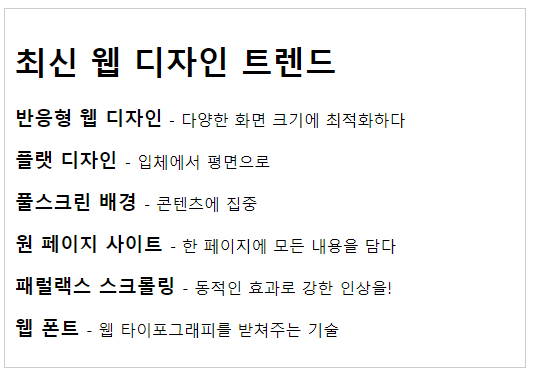 최신 웹 디자인 트렌드
반응형 웹 디자인 - 다양한 화면 크기에 최적화하다
플랫 디자인 - 입체에서 평면으로
풀스크린 배경 - 콘텐츠에 집중
원 페이지 사이트 - 한 페이지에 모든 내용을 담다
패럴랙스 스크롤링 - 동적인 효과로 강한 인상을!
웹 폰트 - 웹 타이포그래피를 받쳐주는 기술